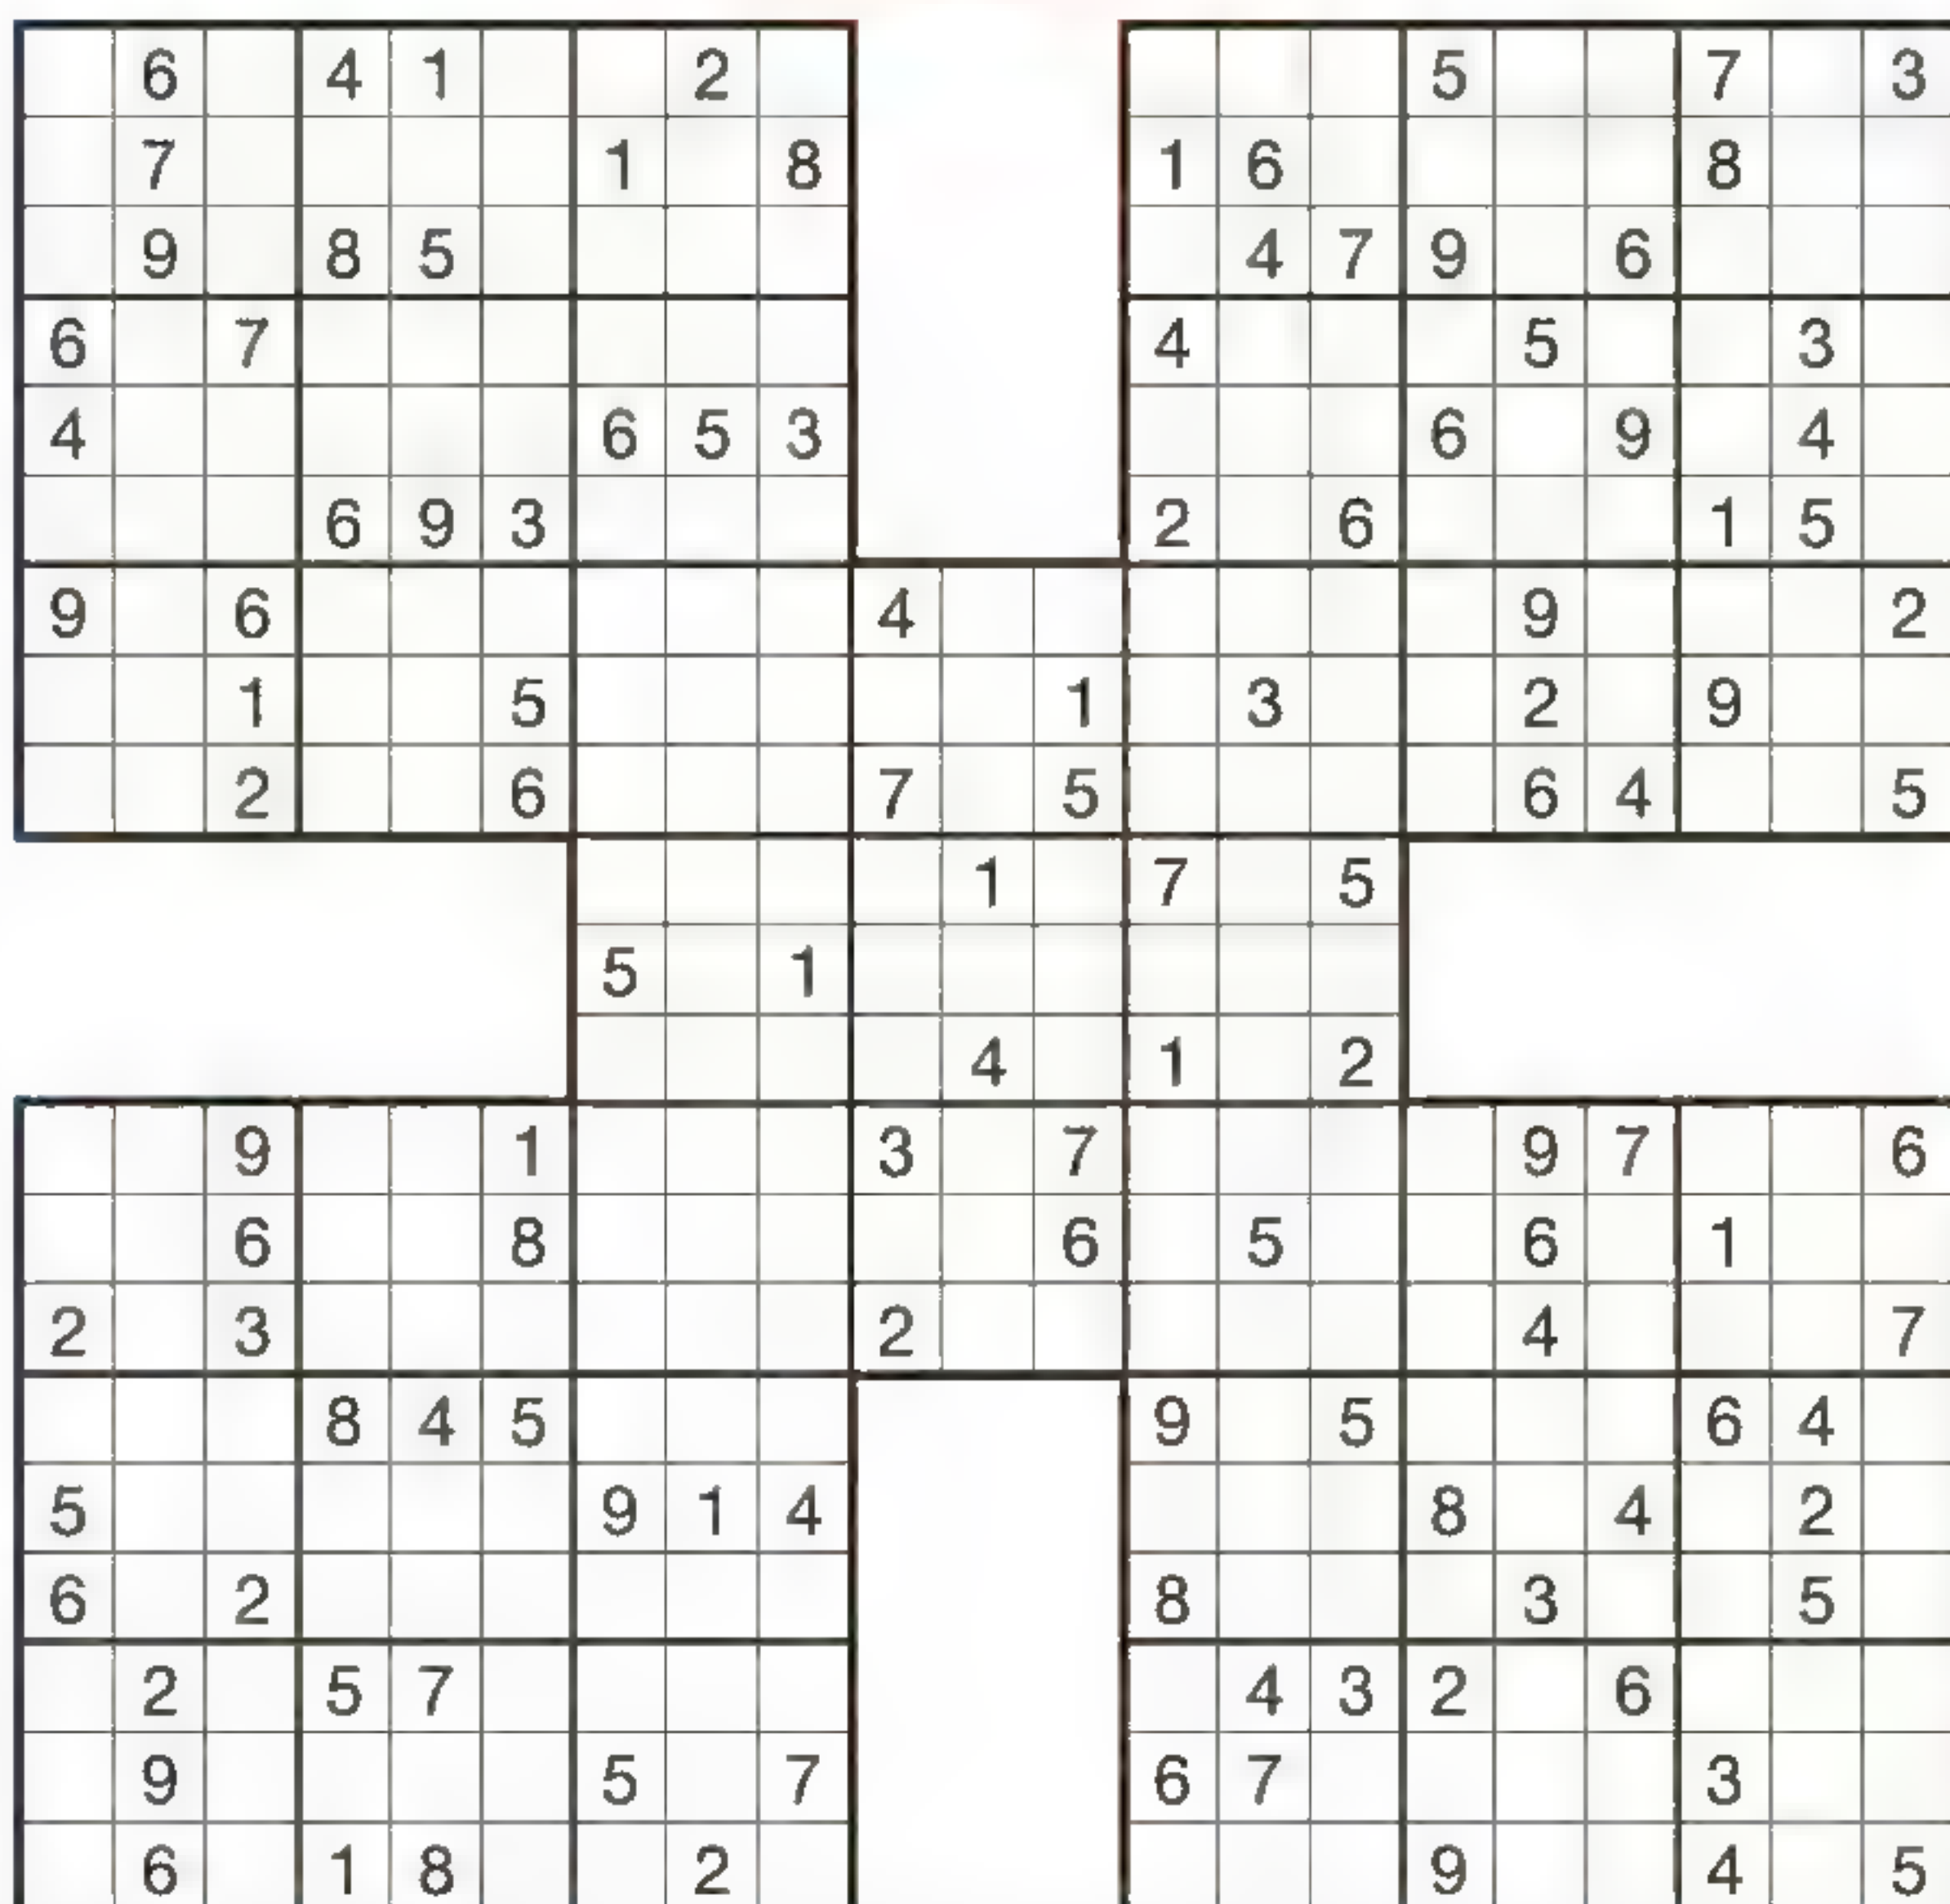 6 4 1 2 5 7 3
7 1 8 1 6 8
9 8 5 4 7 9 6
6 7 4 5 3
4 6 5 3 6 9 4
6 9 3 2 6 1 5
9 6 4 9 2
1 5 1 3 2 9
2 6 7 5 6 4 5
1 7 5
5 1
4 1 2
9 1 3 7 9 7 6
6 8 6 5 6 1
2 3 2 4 7
8 4 5 9 5 6 4
5 9 1 4 8 4 2
6 2 8 3 5
2 5 7 4 3 2 6
9 5 7 6 7 3
6 1 8 2 9 4 5